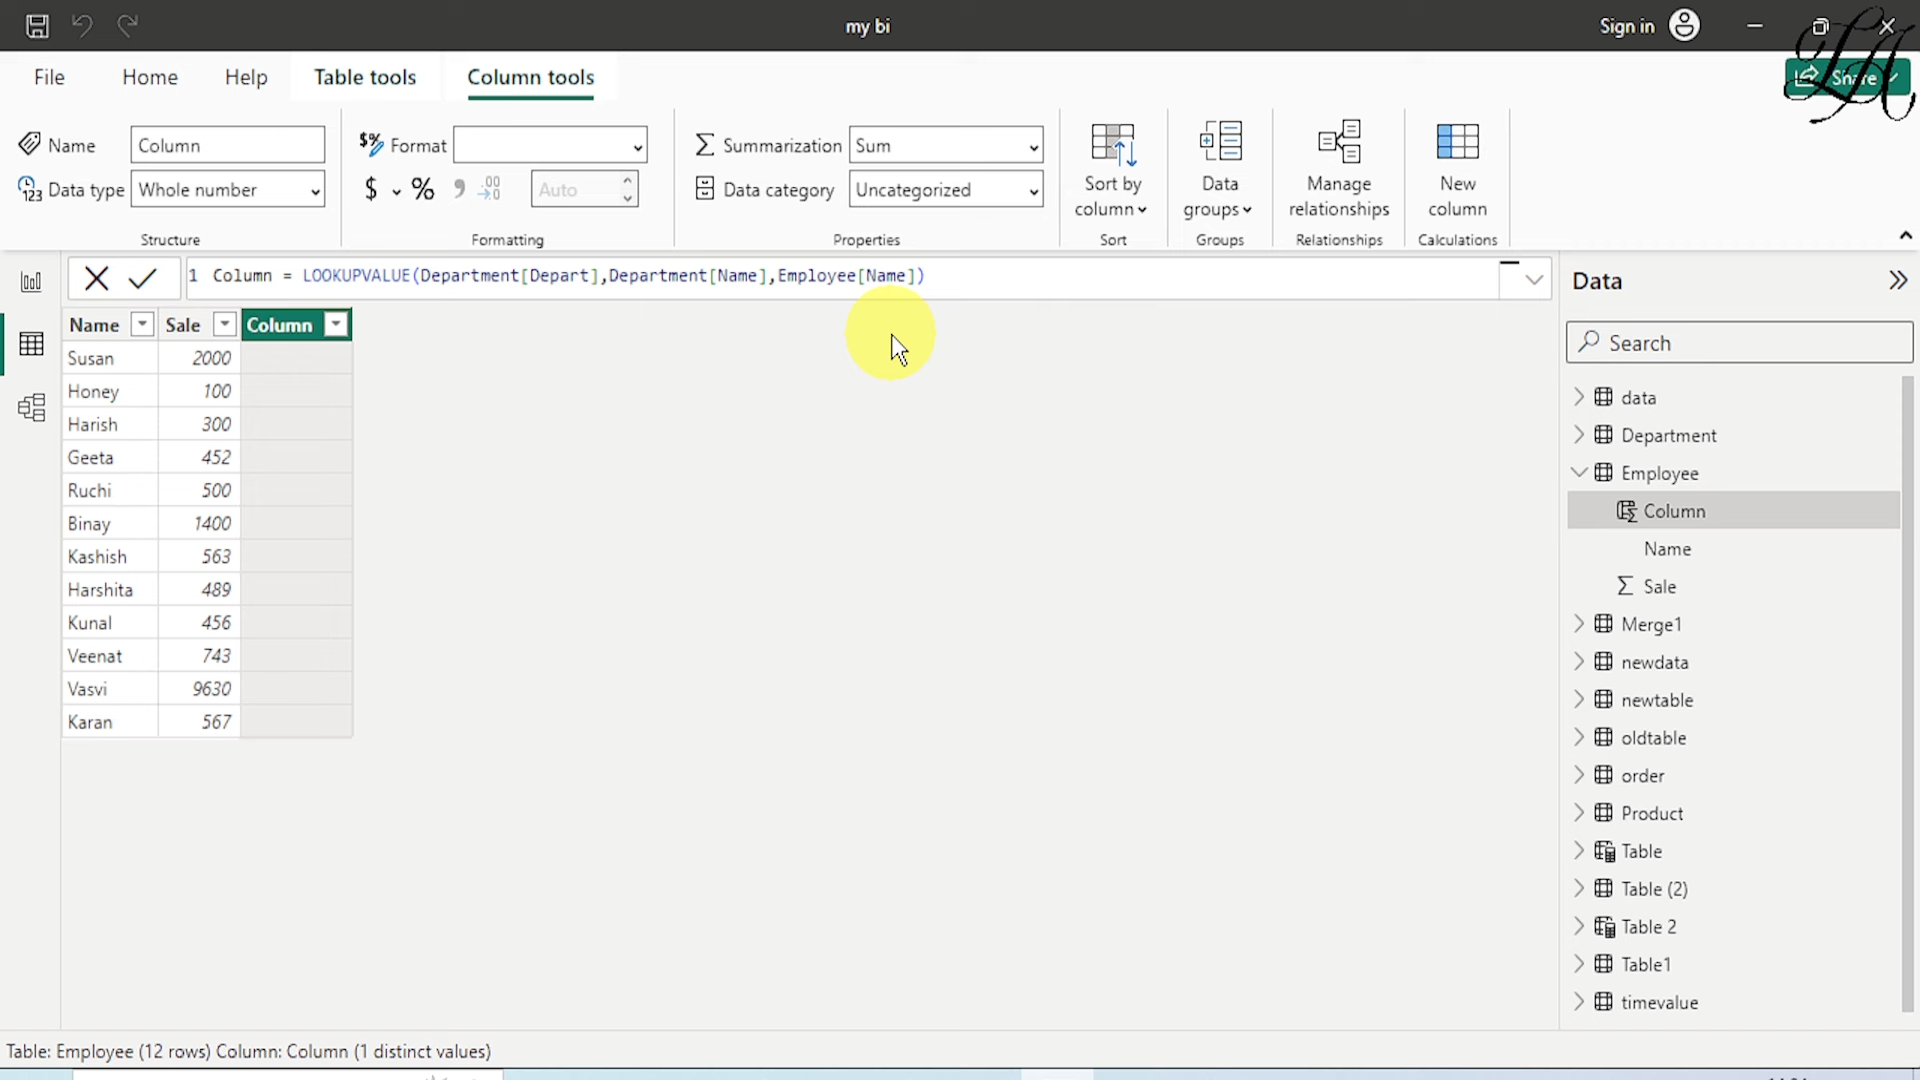 my bi
Sign in
File Home Help Table tools Column tools
Share
Name Column
Format
Summarization Sum
Data type Whole number
$ % Auto
Data category Uncategorized
Sort by column
Data groups
Manage relationships
New column
Structure Formatting Properties Sort Groups Relationships Calculations
1 Column = LOOKUPVALUE(Department[Depart],Department[Name],Employee[Name])
Data
Search
Name Sale Column
Susan 2000
Honey 100
Harish 300
Geeta 452
Ruchi 500
Binay 1400
Kashish 563
Harshita 489
Kunal 456
Veenat 743
Vasvi 9630
Karan 567
data
Department
Employee
Column
Name
Sale
Merge1
newdata
newtable
oldtable
order
Product
Table
Table (2)
Table 2
Table1
timevalue
Table: Employee (12 rows) Column: Column (1 distinct values)